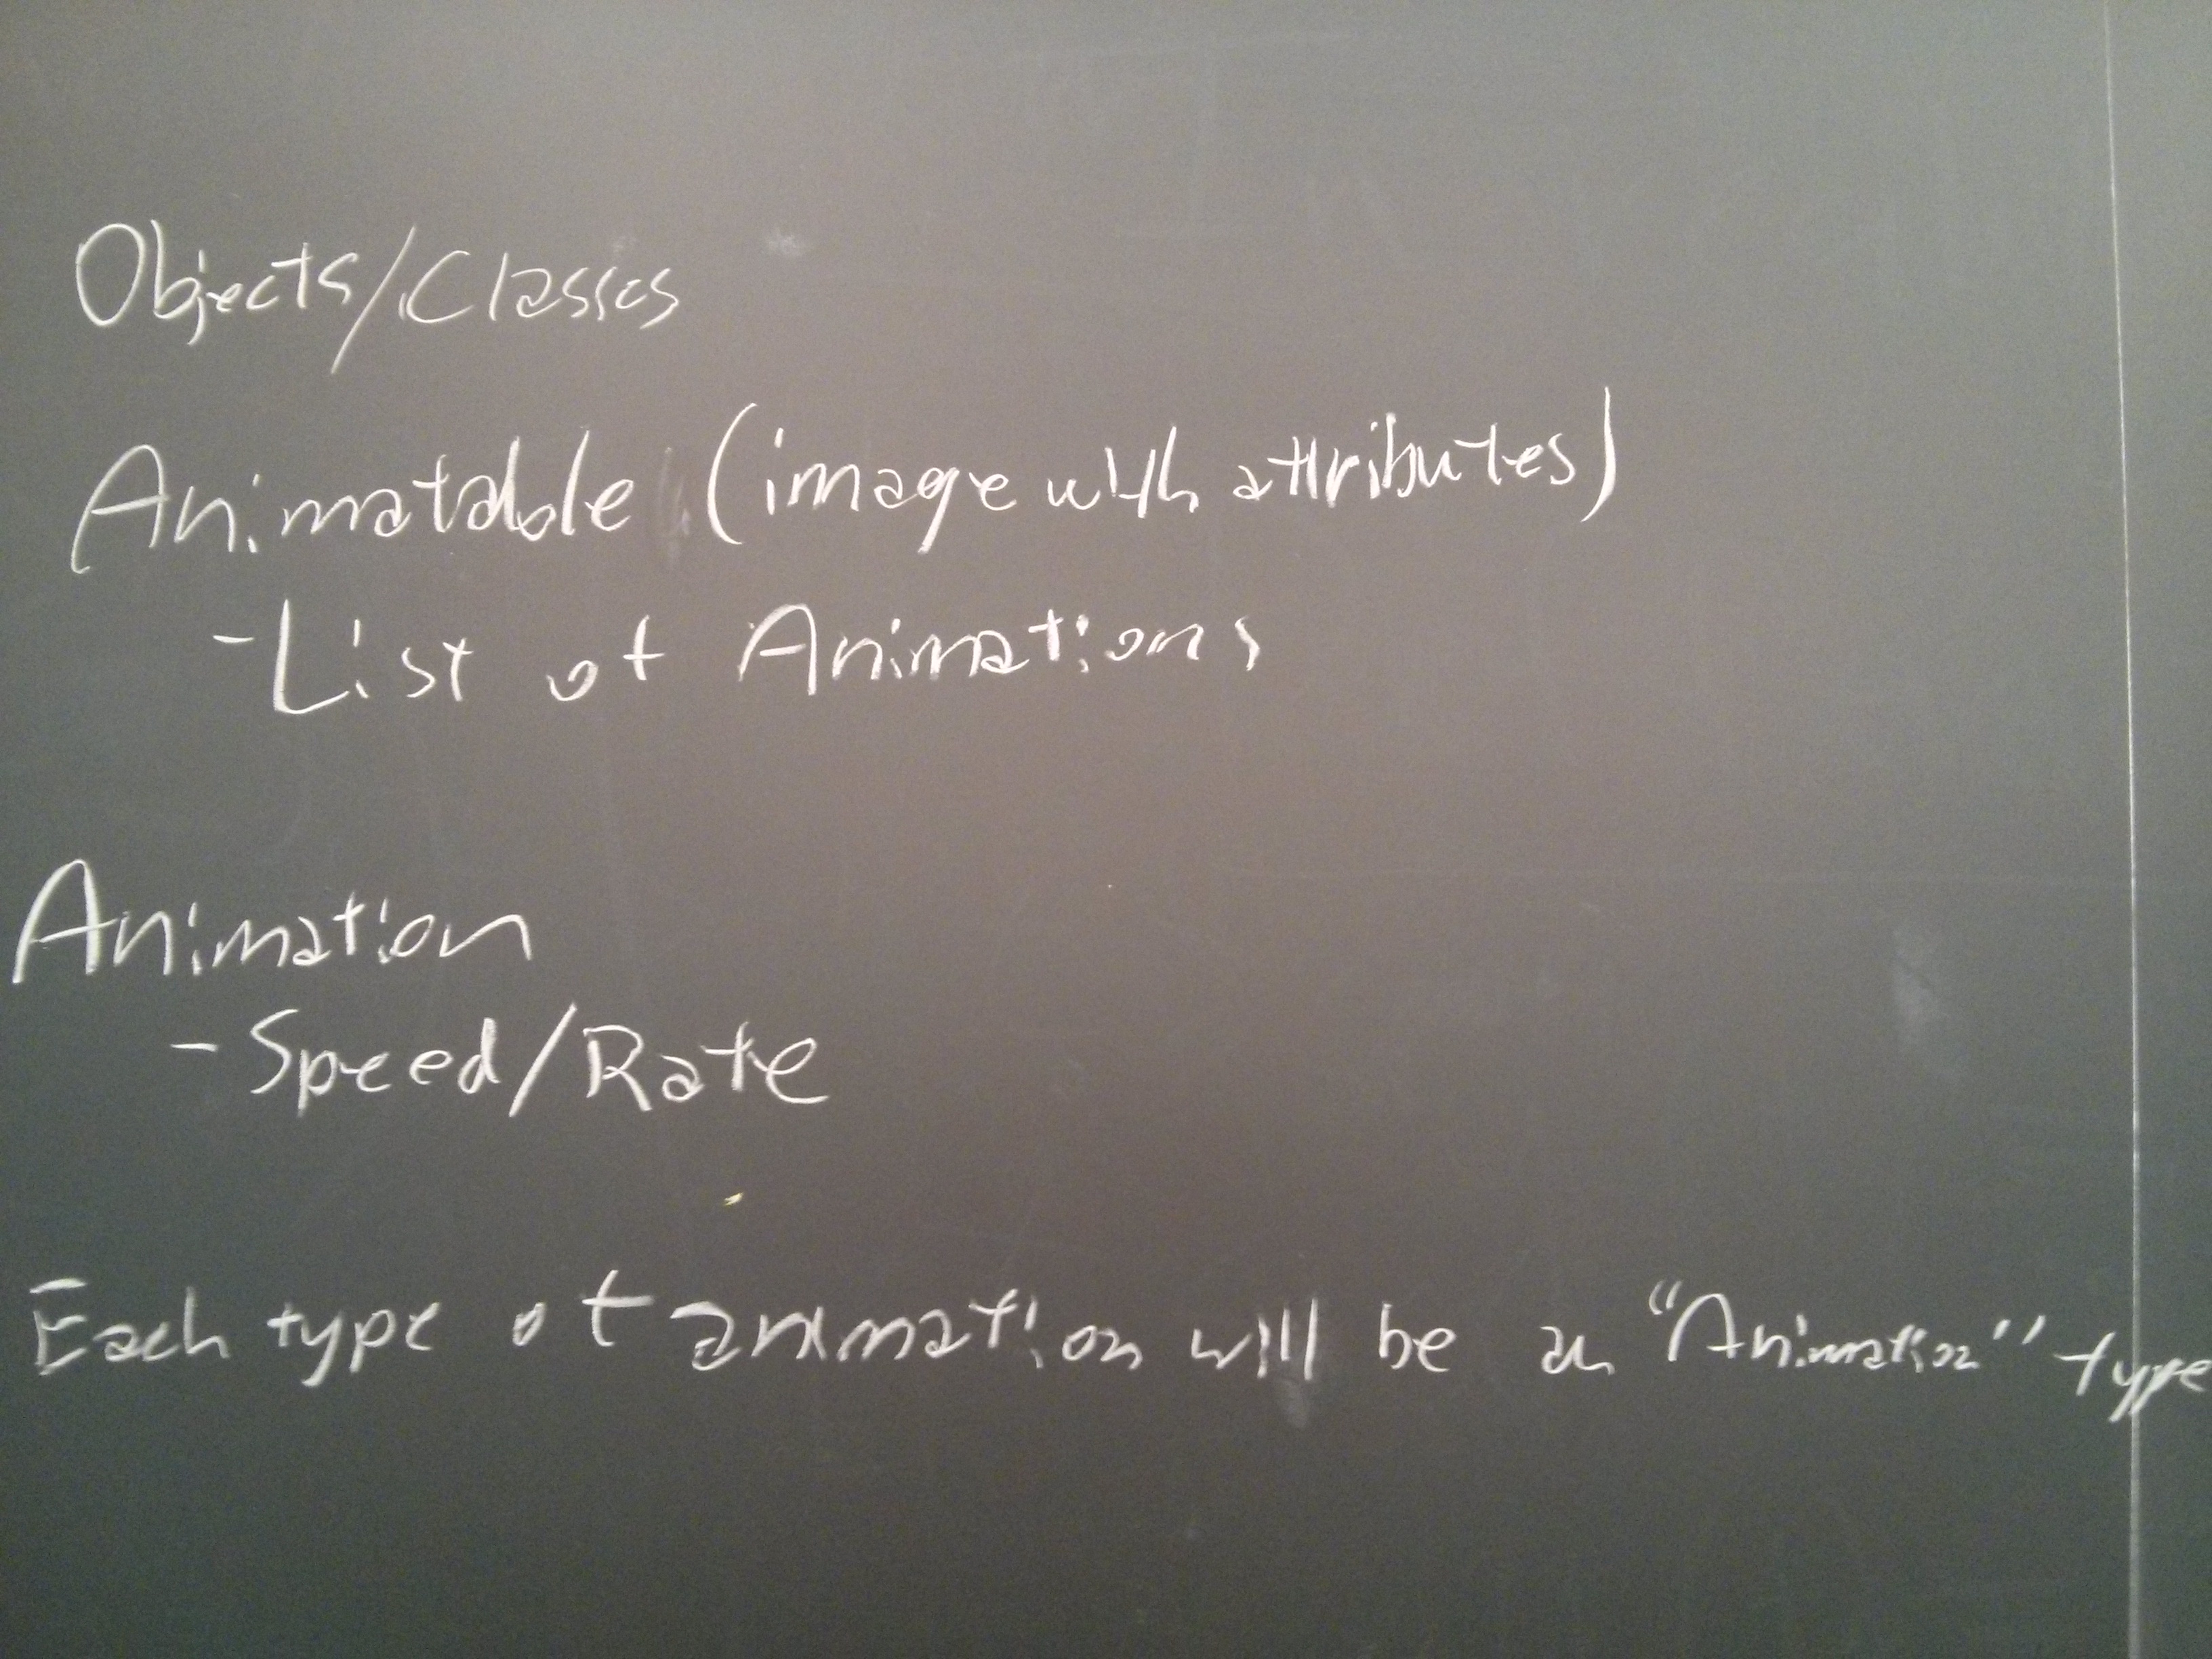 Objects/Classes
Animatable (image with attributes)
- List of Animations
Animation
- Speed/Rate
Each type of animation will be an "Animation" type